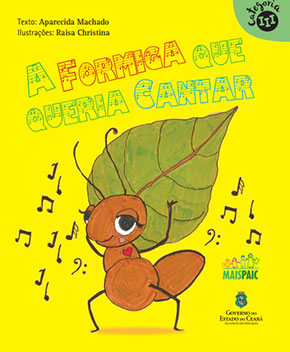 Texto: Aparecida Machado
Ilustrações: Raisa Christina
categoria
III
A FORMIGA QUE
QUERIA CANTAR
MAISPAIC
GOVERNO DO
ESTADO DO CEARÁ